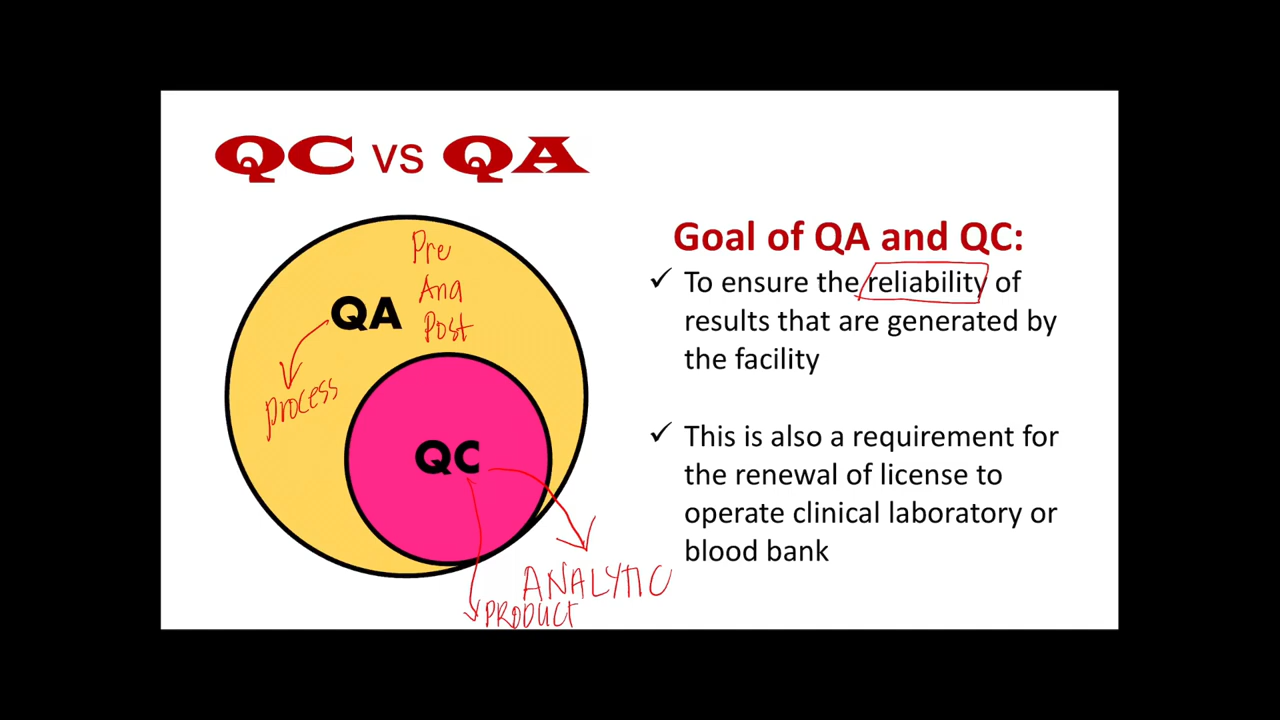 QC vs QA
Pre
Ana
QA
Post
process
QC
ANALYTIC
PRODUCT
Goal of QA and QC:
✓ To ensure the reliability of
results that are generated by
the facility
✓ This is also a requirement for
the renewal of license to
operate clinical laboratory or
blood bank